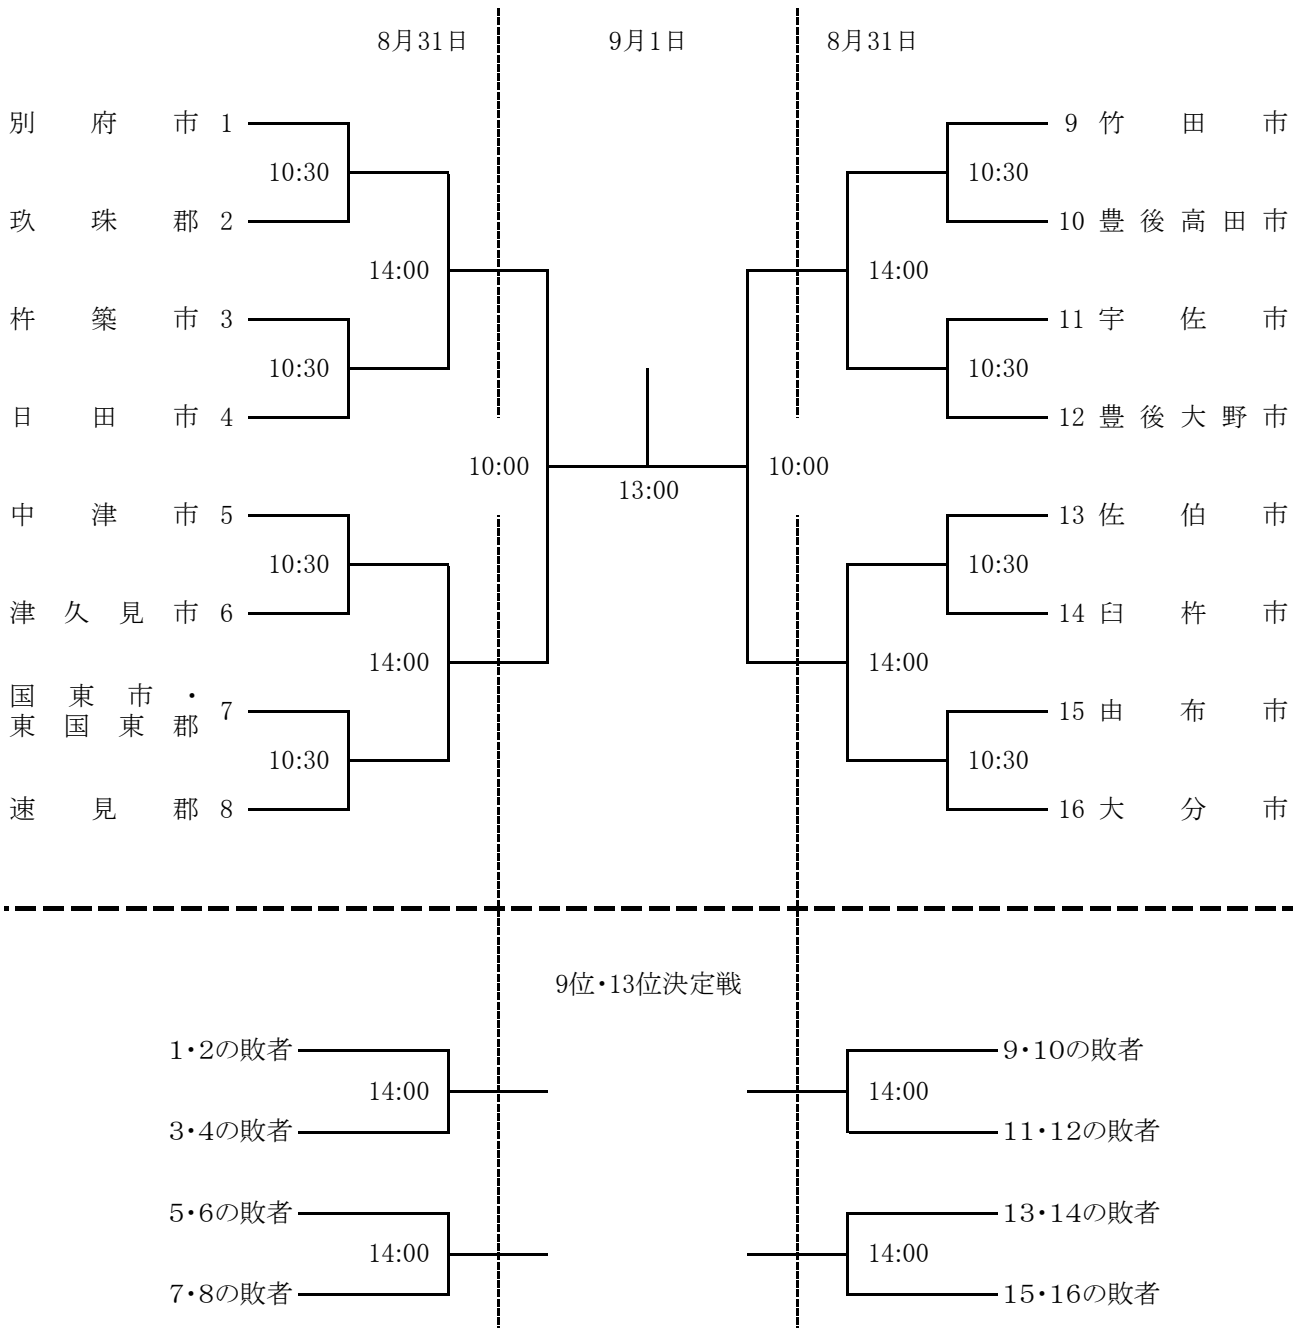 8月31日 9月1日 8月31日
別府市 1 9 竹田市
10:30 10:30
玖珠郡 2 10 豊後高田市
14:00 14:00
杵築市 3 11 宇佐市
10:30 10:30
日田市 4 12 豊後大野市
10:00 10:00
13:00
中津市 5 13 佐伯市
10:30 10:30
津久見市 6 14 臼杵市
14:00 14:00
国東市・
東国東郡 7 15 由布市
10:30 10:30
速見郡 8 16 大分市
9位・13位決定戦
1・2の敗者 9・10の敗者
14:00 14:00
3・4の敗者 11・12の敗者
5・6の敗者 13・14の敗者
14:00 14:00
7・8の敗者 15・16の敗者